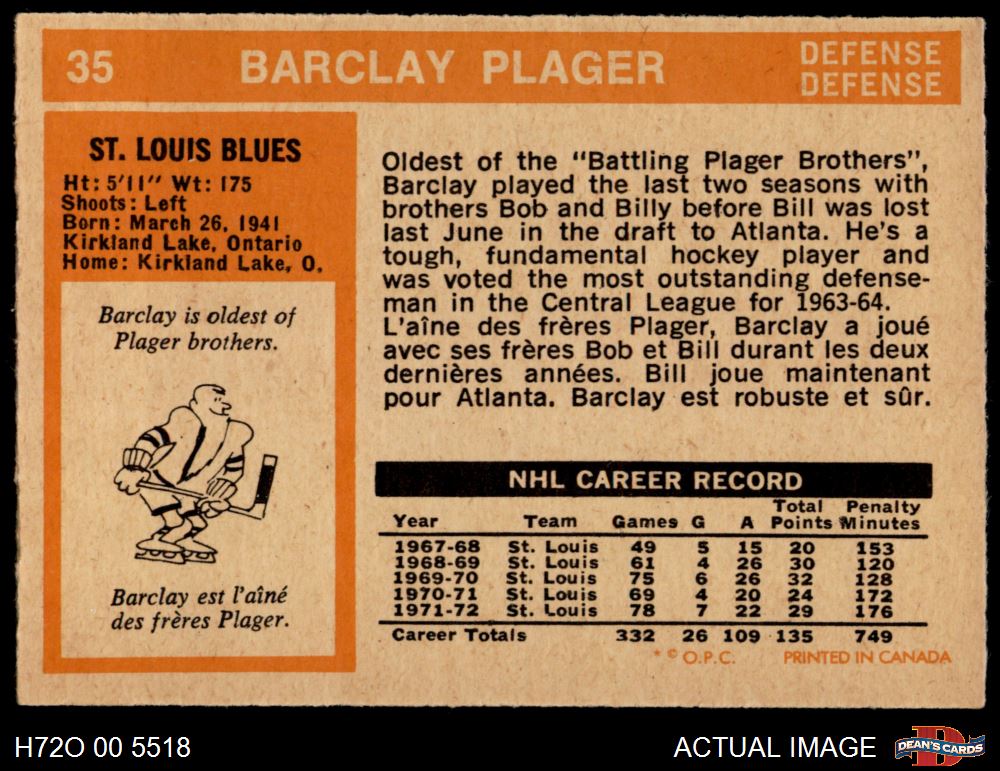 35 BARCLAY PLAGER DEFENSE
DEFENSE
ST. LOUIS BLUES
Ht: 5'11" Wt: 175
Shoots: Left
Born: March 26, 1941
Kirkland Lake, Ontario
Home: Kirkland Lake, O.
Barclay is oldest of
Plager brothers.
Barclay est l'aîné
des frères Plager.
Oldest of the "Battling Plager Brothers",
Barclay played the last two seasons with
brothers Bob and Billy before Bill was lost
last June in the draft to Atlanta. He's a
tough, fundamental hockey player and
was voted the most outstanding defense-
man in the Central League for 1963-64.
L'aîne des frères Plager, Barclay a joué
avec ses frères Bob et Bill durant les deux
dernières années. Bill joue maintenant
pour Atlanta. Barclay est robuste et sûr.
NHL CAREER RECORD
Year Team Games G A Total Points Penalty Minutes
1967-68 St. Louis 49 5 15 20 153
1968-69 St. Louis 61 4 26 30 120
1969-70 St. Louis 75 6 26 32 128
1970-71 St. Louis 69 4 20 24 172
1971-72 St. Louis 78 7 22 29 176
Career Totals 332 26 109 135 749
* © O.P.C. PRINTED IN CANADA
H72O 00 5518 ACTUAL IMAGE DEAN'S CARDS